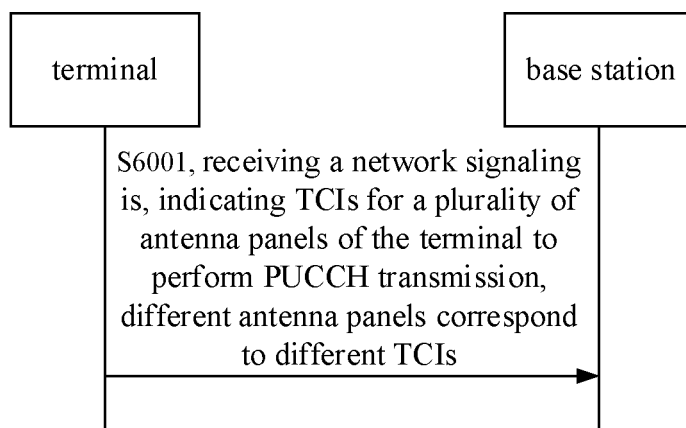 terminal
base station
S6001, receiving a network signaling
is, indicating TCIs for a plurality of
antenna panels of the terminal to
perform PUCCH transmission,
different antenna panels correspond
to different TCIs